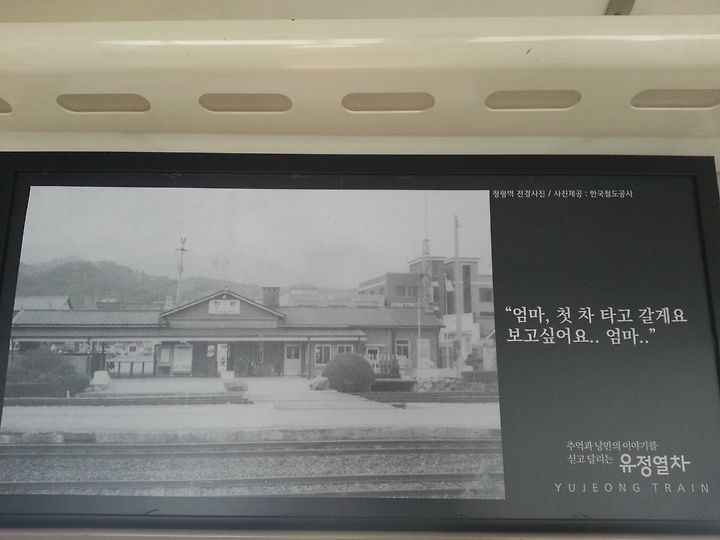 청평역 전경사진 / 사진제공 : 한국철도공사
“엄마, 첫 차 타고 갈게요
보고싶어요.. 엄마..”
추억과 낭만의 이야기를
싣고 달리는 유정열차
YUJEONG TRAIN